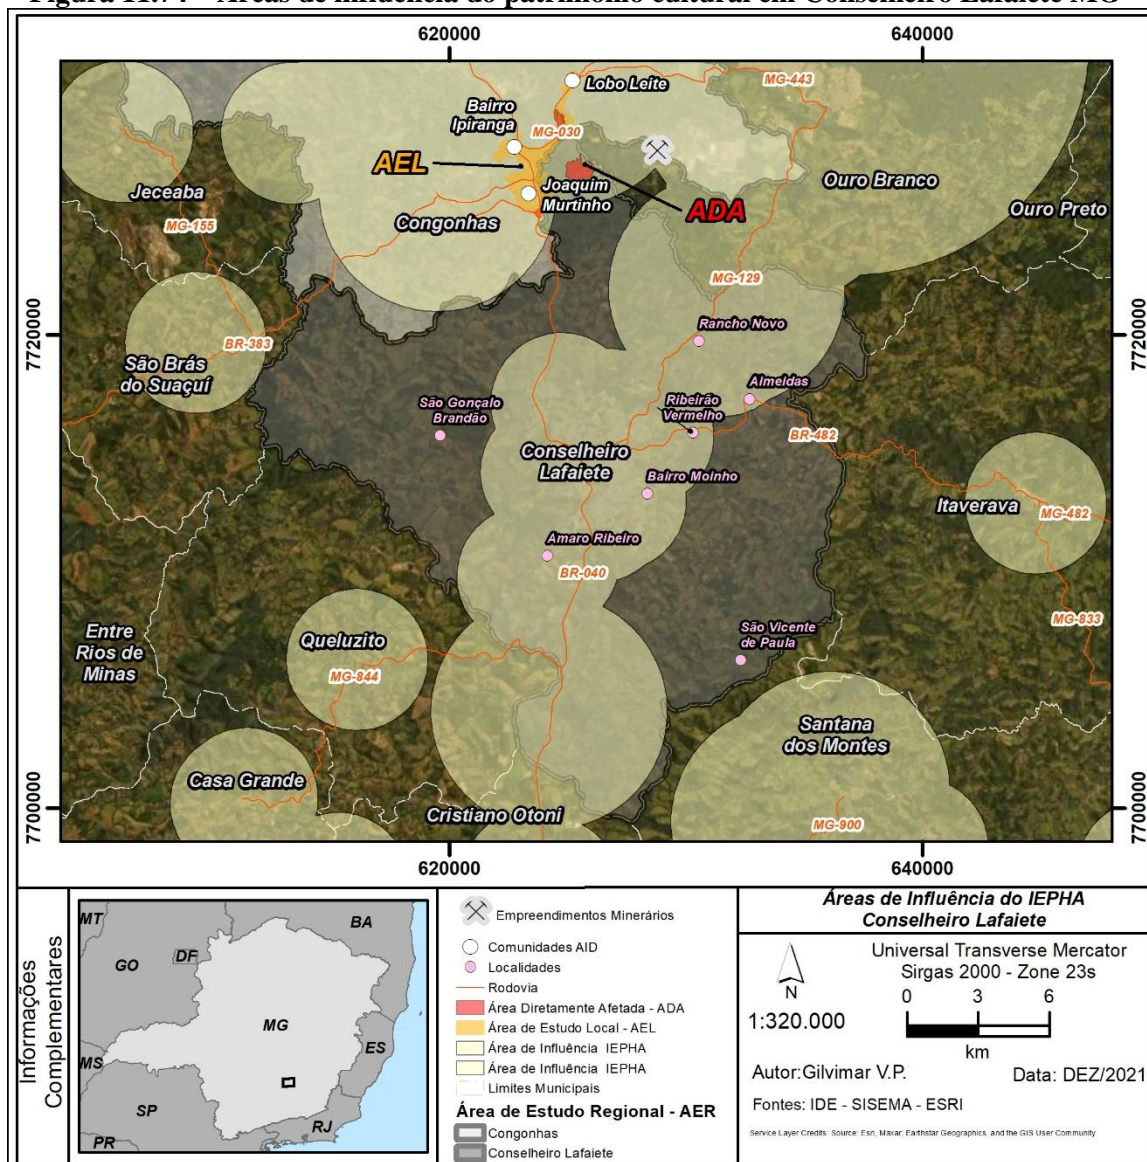 Figura 11.74 – Áreas de influência do patrimônio cultural em Conselheiro Lafaiete MG
620000
640000
Lobo Leite
MG-443
Bairro
Ipiranga
MG-030
AEL
Joaquim
Murtinho
ADA
Ouro Branco
Ouro Preto
Jeceaba
Congonhas
MG-155
MG-129
7720000
7720000
Rancho Novo
BR-383
São Brás
do Suaçuí
Almeidas
São Gonçalo
Brandão
Ribeirão
Vermelho
BR-482
Conselheiro
Lafaiete
Bairro Moinho
Itaverava
MG-482
Amaro Ribeiro
BR-040
MG-833
Entre
Rios de
Minas
Queluzito
MG-844
São Vicente
de Paula
Santana
dos Montes
Casa Grande
Cristiano Otoni
MG-900
7700000
7700000
620000
640000
Informações
Complementares
MT
GO
DF
BA
MG
ES
MS
SP
RJ
PR
Empreendimentos Minerários
Comunidades AID
Localidades
Rodovia
Área Diretamente Afetada - ADA
Área de Estudo Local - AEL
Área de Influência IEPHA
Área de Influência IEPHA
Limites Municipais
Área de Estudo Regional - AER
Congonhas
Conselheiro Lafaiete
Áreas de Influência do IEPHA
Conselheiro Lafaiete
Universal Transverse Mercator
Sirgas 2000 - Zone 23s
N
1:320.000
0 3 6
km
Autor:Gilvimar V.P. Data: DEZ/2021
Fontes: IDE - SISEMA - ESRI
Service Layer Credits: Source: Esri, Maxar, Earthstar Geographics, and the GIS User Community